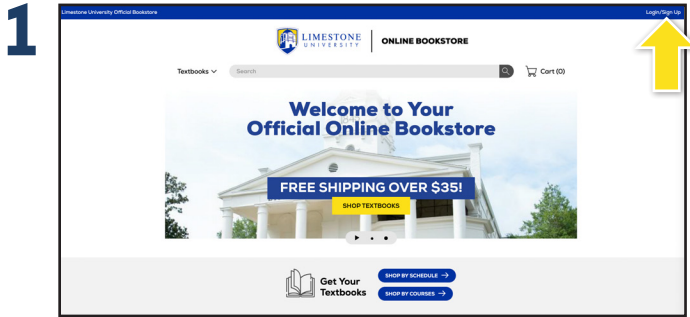 1
Limestone University Official Bookstore
Login/Sign Up
LIMESTONE
UNIVERSITY
ONLINE BOOKSTORE
Textbooks
Search
Cart (0)
Welcome to Your
Official Online Bookstore
FREE SHIPPING OVER $35!
SHOP TEXTBOOKS
Get Your
Textbooks
SHOP BY SCHEDULE →
SHOP BY COURSES →